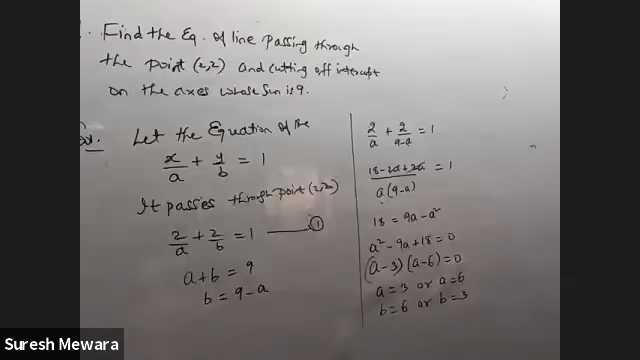 Find the Eq. of line passing through
the point (2,2) and cutting off intercept
on the axes whose Sum is 9.
Sol. Let the Equation of line
x/a + y/b = 1
It passes through point (2,2)
2/a + 2/b = 1 ——— ①
a + b = 9
b = 9 - a
2/a + 2/9-a = 1
18-2a+2a / a(9-a) = 1
18 = 9a - a²
a² - 9a + 18 = 0
(a-3)(a-6) = 0
a = 3 or a = 6
b = 6 or b = 3
Suresh Mewara